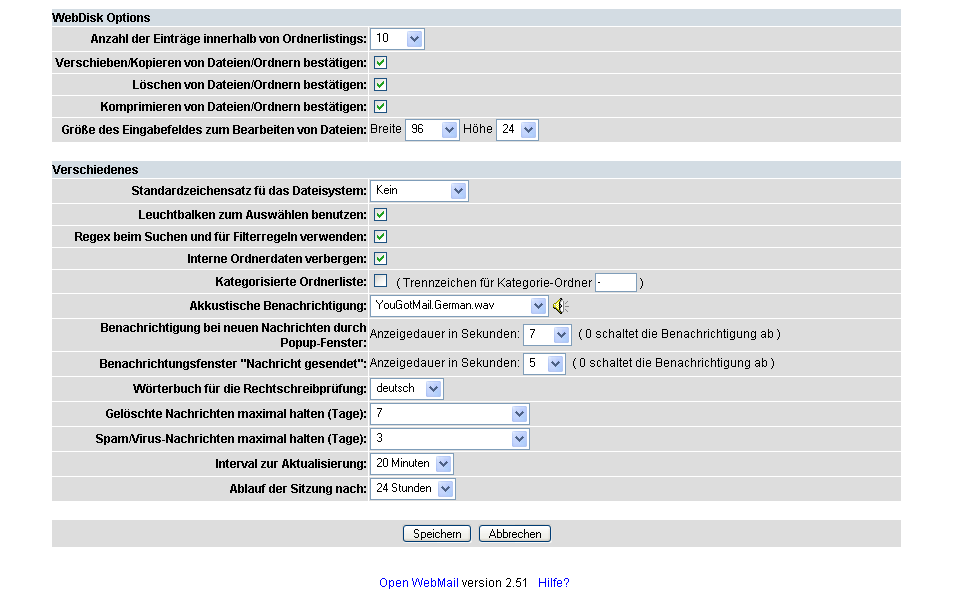 WebDisk Options
Anzahl der Einträge innerhalb von Ordnerlistings: 10
Verschieben/Kopieren von Dateien/Ordnern bestätigen:
Löschen von Dateien/Ordnern bestätigen:
Komprimieren von Dateien/Ordnern bestätigen:
Größe des Eingabefeldes zum Bearbeiten von Dateien: Breite 96 Höhe 24
Verschiedenes
Standardzeichensatz fü das Dateisystem: Kein
Leuchtbalken zum Auswählen benutzen:
Regex beim Suchen und für Filterregeln verwenden:
Interne Ordnerdaten verbergen:
Kategorisierte Ordnerliste: ( Trennzeichen für Kategorie-Ordner - )
Akkustische Benachrichtigung: YouGotMail.German.wav
Benachrichtigung bei neuen Nachrichten durch
Popup-Fenster: Anzeigedauer in Sekunden: 7 ( 0 schaltet die Benachrichtigung ab )
Benachrichtungsfenster "Nachricht gesendet": Anzeigedauer in Sekunden: 5 ( 0 schaltet die Benachrichtigung ab )
Wörterbuch für die Rechtschreibprüfung: deutsch
Gelöschte Nachrichten maximal halten (Tage): 7
Spam/Virus-Nachrichten maximal halten (Tage): 3
Interval zur Aktualisierung: 20 Minuten
Ablauf der Sitzung nach: 24 Stunden
Speichern Abbrechen
Open WebMail version 2.51 Hilfe?